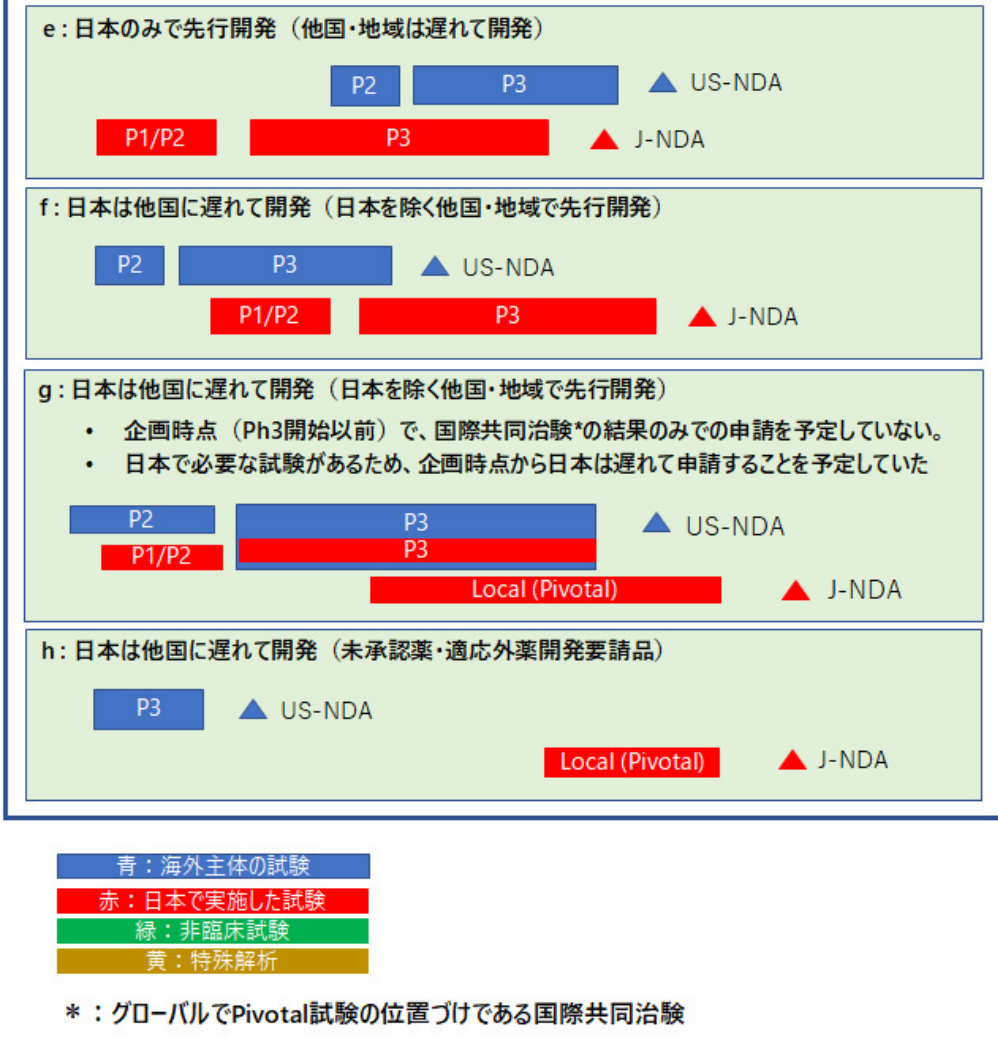 e：日本のみで先行開発（他国・地域は遅れて開発）
P2 P3 US-NDA
P1/P2 P3 J-NDA
f：日本は他国に遅れて開発（日本を除く他国・地域で先行開発）
P2 P3 US-NDA
P1/P2 P3 J-NDA
g：日本は他国に遅れて開発（日本を除く他国・地域で先行開発）
• 企画時点（Ph3開始以前）で、国際共同治験*の結果のみでの申請を予定していない。
• 日本で必要な試験があるため、企画時点から日本は遅れて申請することを予定していた
P2 P3 US-NDA
P1/P2 P3
Local (Pivotal) J-NDA
h：日本は他国に遅れて開発（未承認薬・適応外薬開発要請品）
P3 US-NDA
Local (Pivotal) J-NDA
青：海外主体の試験
赤：日本で実施した試験
緑：非臨床試験
黄：特殊解析
*：グローバルでPivotal試験の位置づけである国際共同治験